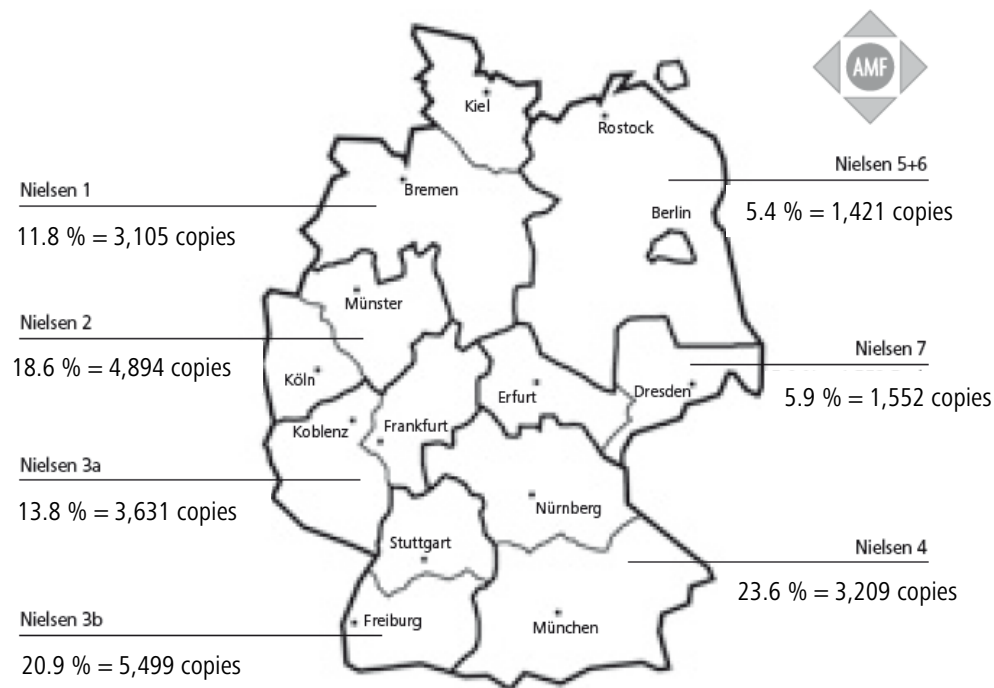 AMF
Kiel
Rostock
Nielsen 5+6
5.4 % = 1,421 copies
Nielsen 1
11.8 % = 3,105 copies
Bremen
Berlin
Münster
Nielsen 2
18.6 % = 4,894 copies
Nielsen 7
5.9 % = 1,552 copies
Köln
Erfurt
Dresden
Koblenz
Frankfurt
Nielsen 3a
13.8 % = 3,631 copies
Nürnberg
Stuttgart
Nielsen 4
23.6 % = 3,209 copies
Nielsen 3b
20.9 % = 5,499 copies
Freiburg
München